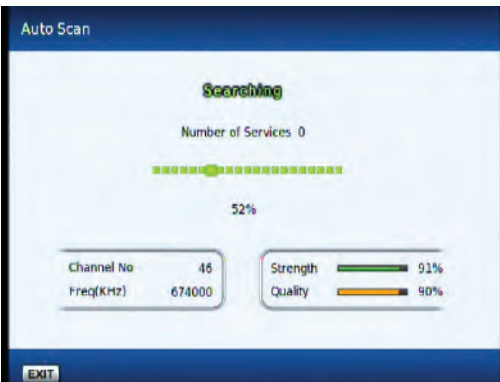 Auto Scan
Searching
Number of Services 0
52%
Channel No 46
Freq(KHz) 674000
Strength 91%
Quality 90%
EXIT